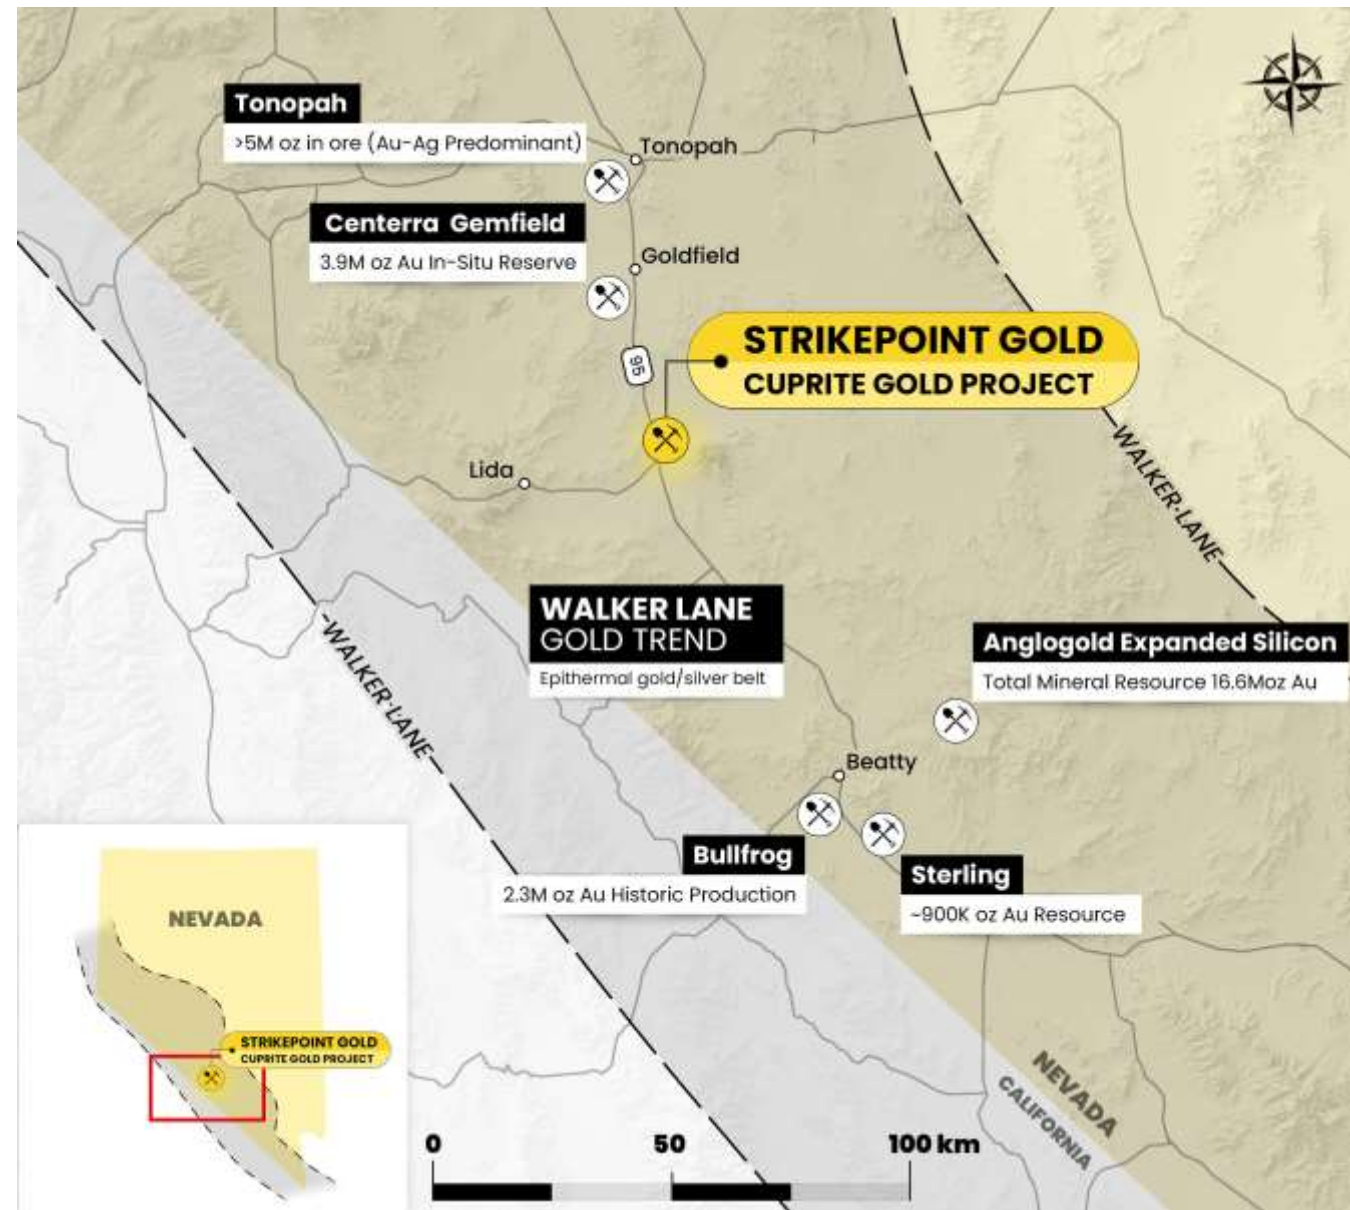 Tonopah
>5M oz in ore (Au-Ag Predominant)
Tonopah
Centerra Gemfield
3.9M oz Au In-Situ Reserve
Goldfield
STRIKEPOINT GOLD
CUPRITE GOLD PROJECT
95
Lida
WALKER LANE
WALKER LANE
GOLD TREND
Epithermal gold/silver belt
WALKER LANE
Anglogold Expanded Silicon
Total Mineral Resource 16.6Moz Au
Beatty
Bullfrog
2.3M oz Au Historic Production
Sterling
~900K oz Au Resource
NEVADA
STRIKEPOINT GOLD
CUPRITE GOLD PROJECT
NEVADA
CALIFORNIA
0 50 100 km